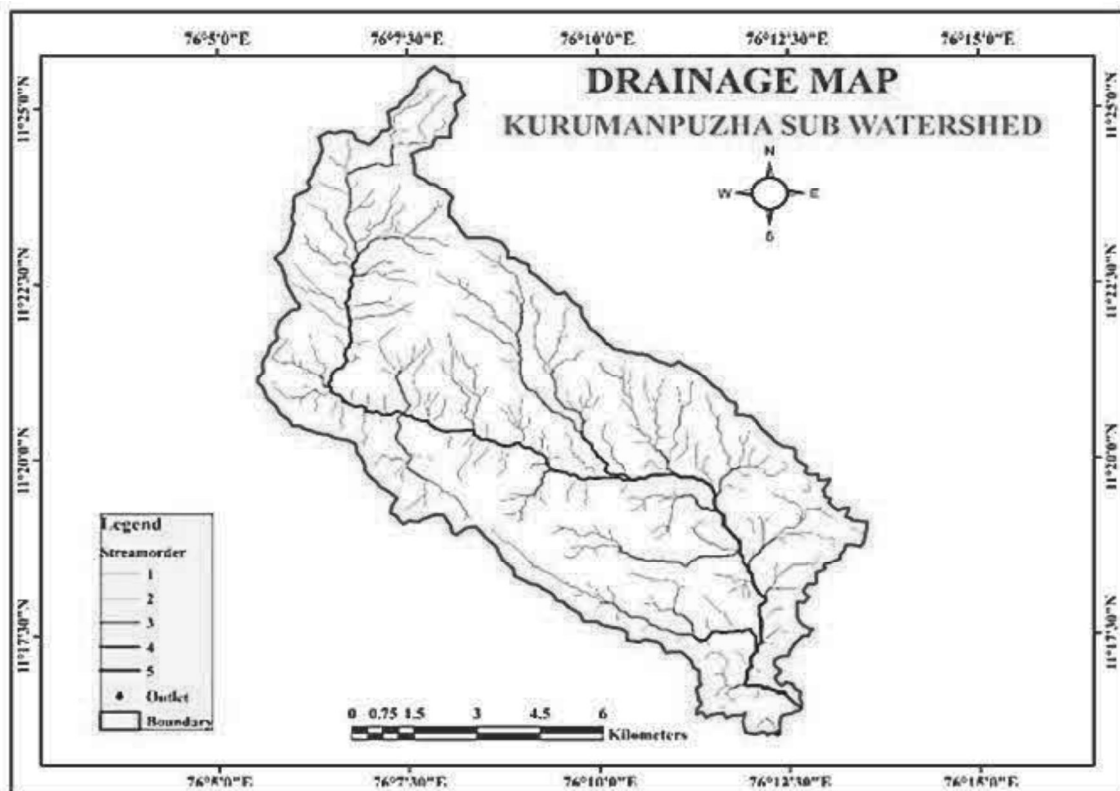 76°5'0"E 76°7'30"E 76°10'0"E 76°12'30"E 76°15'0"E
DRAINAGE MAP
KURUMANPUZHA SUB WATERSHED
N
W E
S
11°25'0"N 11°25'0"N
11°22'30"N 11°22'30"N
11°20'0"N 11°20'0"N
11°17'30"N 11°17'30"N
Legend
Streamorder
1
2
3
4
5
Outlet
Boundary
0 0.75 1.5 3 4.5 6
Kilometers
76°5'0"E 76°7'30"E 76°10'0"E 76°12'30"E 76°15'0"E